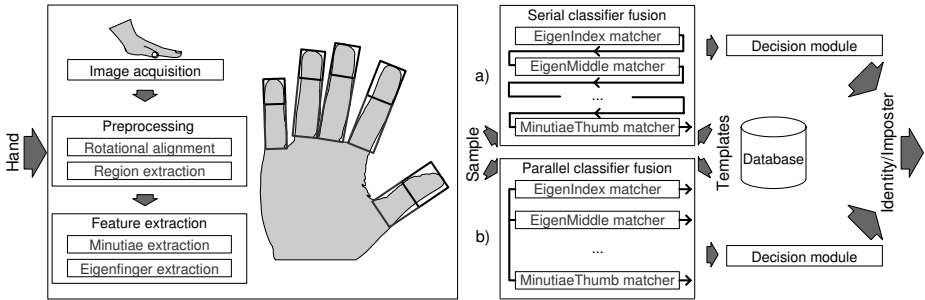 Hand
Image acquisition
Preprocessing
Rotational alignment
Region extraction
Feature extraction
Minutiae extraction
Eigenfinger extraction
Sample
a)
Serial classifier fusion
EigenIndex matcher
EigenMiddle matcher
...
MinutiaeThumb matcher
b)
Parallel classifier fusion
EigenIndex matcher
EigenMiddle matcher
...
MinutiaeThumb matcher
Templates
Decision module
Database
Decision module
Identity/Imposter